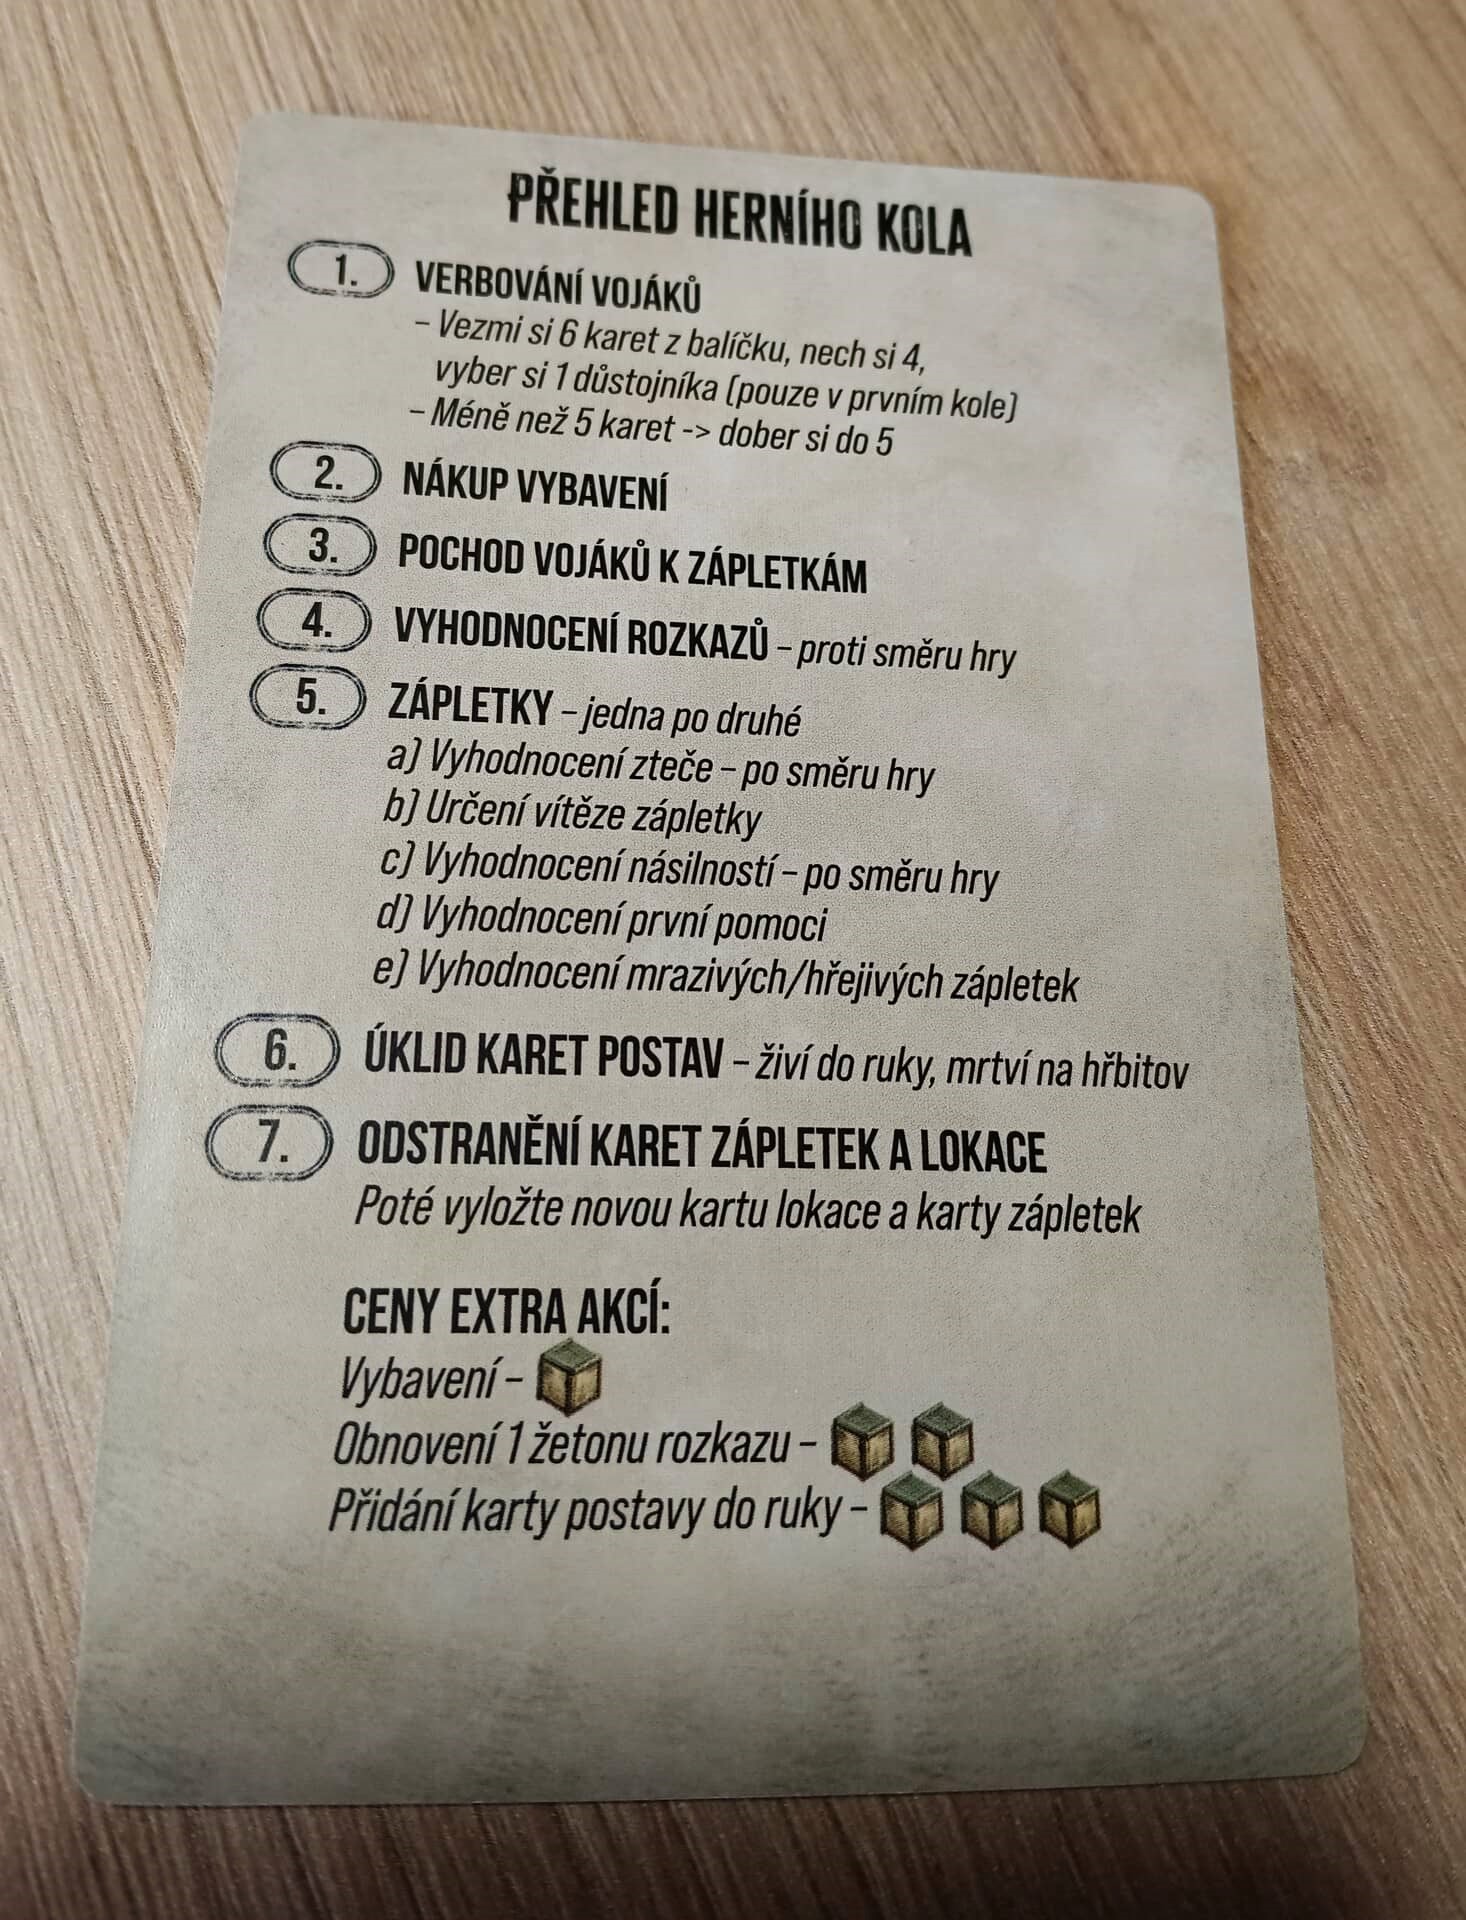 PŘEHLED HERNÍHO KOLA
1. VERBOVÁNÍ VOJÁKŮ
– Vezmi si 6 karet z balíčku, nech si 4,
vyber si 1 důstojníka (pouze v prvním kole)
– Méně než 5 karet -> dober si do 5
2. NÁKUP VYBAVENÍ
3. POCHOD VOJÁKŮ K ZÁPLETKÁM
4. VYHODNOCENÍ ROZKAZŮ – proti směru hry
5. ZÁPLETKY – jedna po druhé
a) Vyhodnocení zteče – po směru hry
b) Určení vítěze zápletky
c) Vyhodnocení násilností – po směru hry
d) Vyhodnocení první pomoci
e) Vyhodnocení mrazivých/hřejivých zápletek
6. ÚKLID KARET POSTAV – živí do ruky, mrtví na hřbitov
7. ODSTRANĚNÍ KARET ZÁPLETEK A LOKACE
Poté vyložte novou kartu lokace a karty zápletek
CENY EXTRA AKCÍ:
Vybavení –
Obnovení 1 žetonu rozkazu –
Přidání karty postavy do ruky –